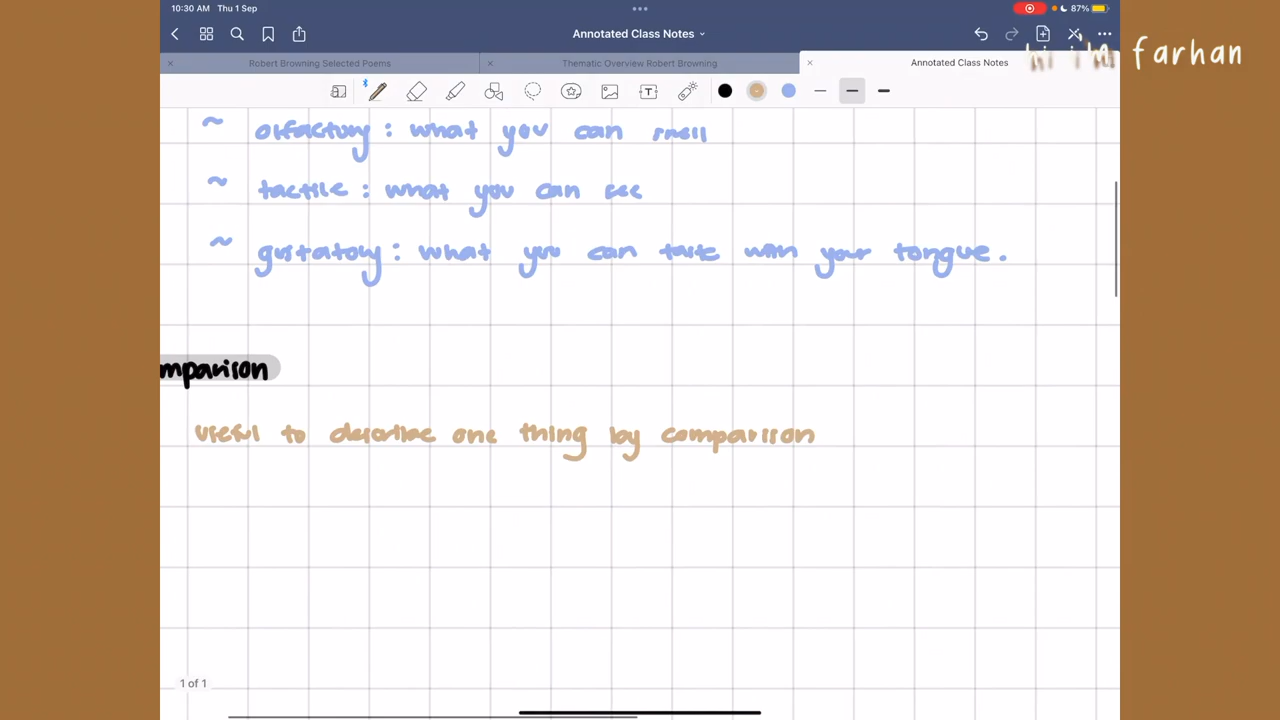 10:30 AM Thu 1 Sep
87%
Annotated Class Notes
hi i'm farhan
Robert Browning Selected Poems
Thematic Overview Robert Browning
Annotated Class Notes
~ olfactory : what you can smell
~ tactile : what you can see
~ gustatory : what you can taste with your tongue.
mparison
useful to describe one thing by comparison
1 of 1